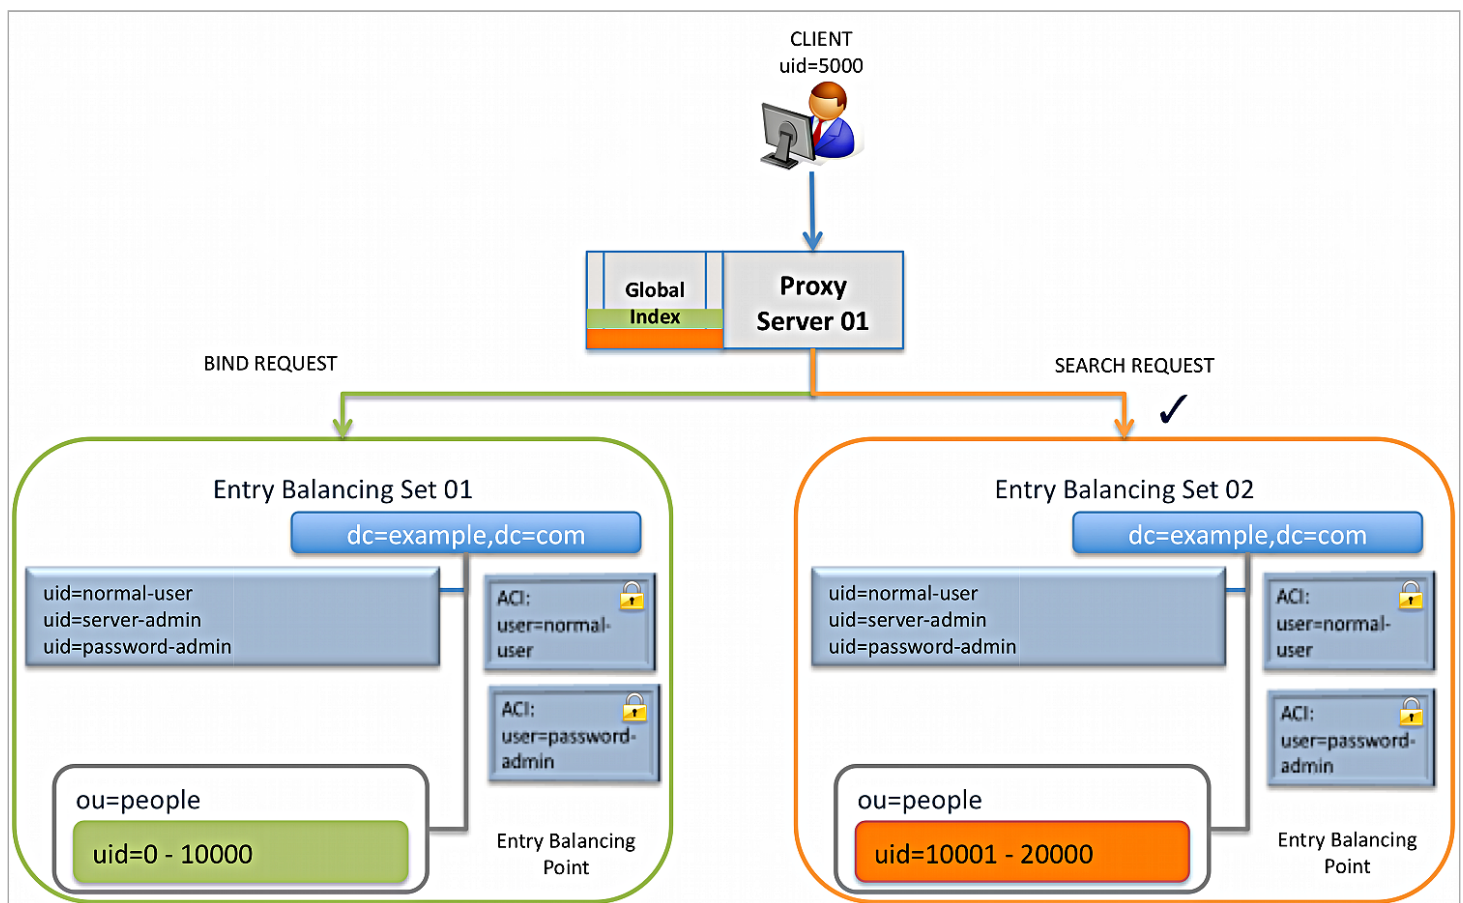 CLIENT
uid=5000
Global
Index
Proxy
Server 01
BIND REQUEST
SEARCH REQUEST
Entry Balancing Set 01
dc=example,dc=com
uid=normal-user
uid=server-admin
uid=password-admin
ACI:
user=normal-
user
ACI:
user=password-
admin
ou=people
uid=0 - 10000
Entry Balancing
Point
Entry Balancing Set 02
dc=example,dc=com
uid=normal-user
uid=server-admin
uid=password-admin
ACI:
user=normal-
user
ACI:
user=password-
admin
ou=people
uid=10001 - 20000
Entry Balancing
Point